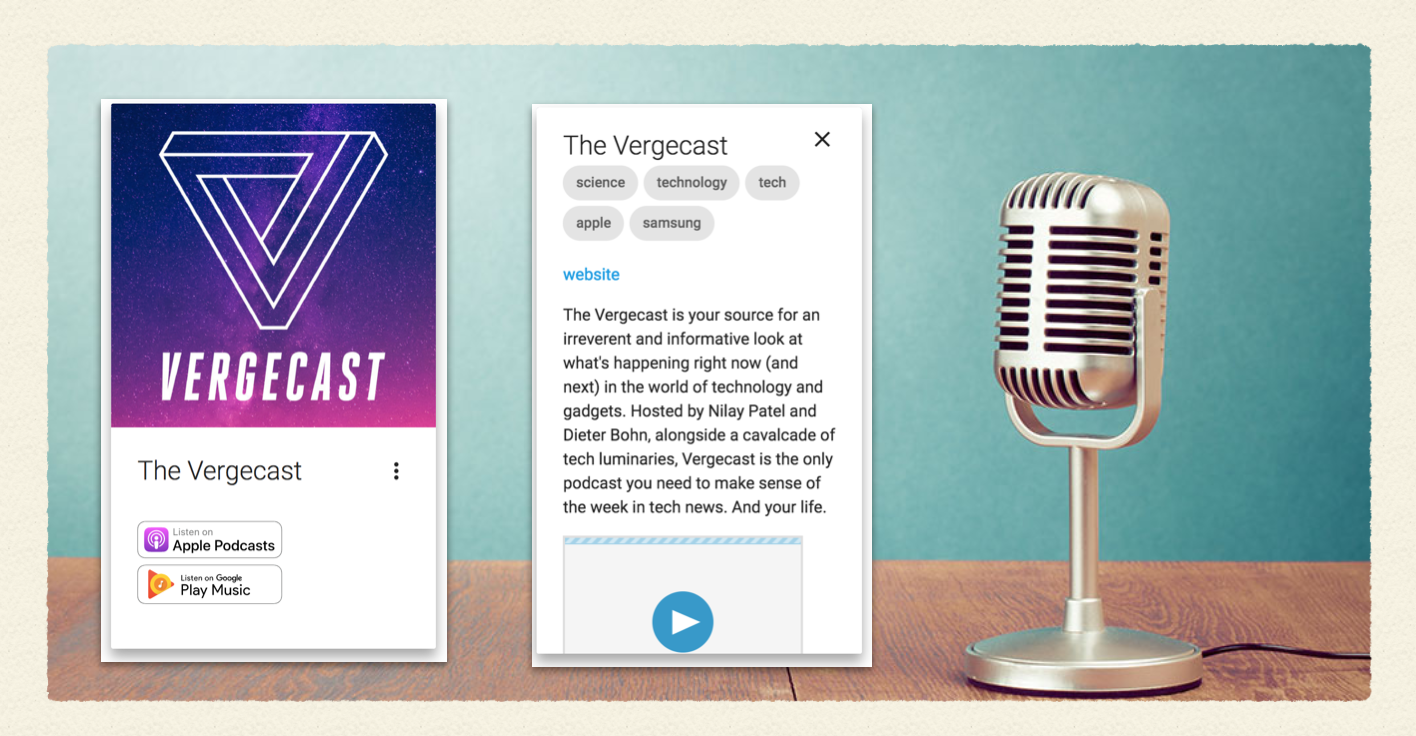 VERGECAST
The Vergecast
Listen on
Apple Podcasts
Listen on Google
Play Music
The Vergecast
science technology tech
apple samsung
website
The Vergecast is your source for an
irreverent and informative look at
what's happening right now (and
next) in the world of technology and
gadgets. Hosted by Nilay Patel and
Dieter Bohn, alongside a cavalcade of
tech luminaries, Vergecast is the only
podcast you need to make sense of
the week in tech news. And your life.